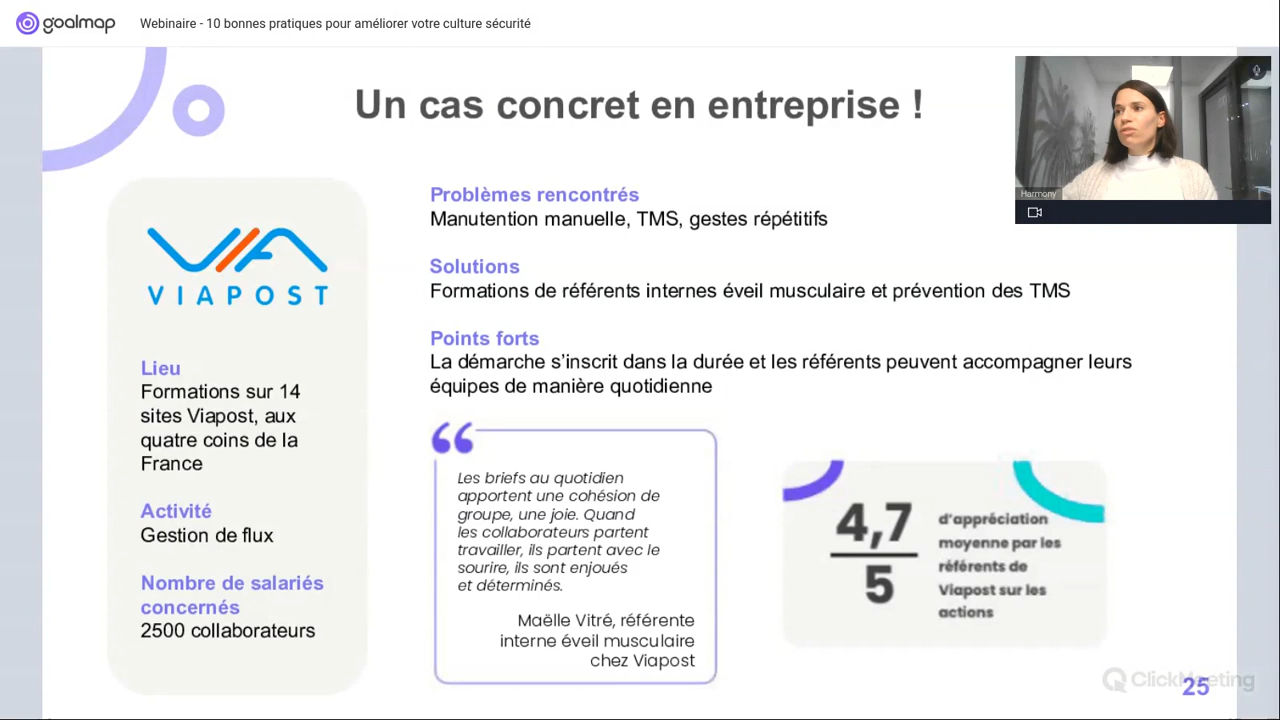 goalmap
Webinaire - 10 bonnes pratiques pour améliorer votre culture sécurité
Un cas concret en entreprise !
Harmony
VIAPOST
Lieu
Formations sur 14
sites Viapost, aux
quatre coins de la
France
Activité
Gestion de flux
Nombre de salariés
concernés
2500 collaborateurs
Problèmes rencontrés
Manutention manuelle, TMS, gestes répétitifs
Solutions
Formations de référents internes éveil musculaire et prévention des TMS
Points forts
La démarche s’inscrit dans la durée et les référents peuvent accompagner leurs
équipes de manière quotidienne
“
Les briefs au quotidien
apportent une cohésion de
groupe, une joie. Quand
les collaborateurs partent
travailler, ils partent avec le
sourire, ils sont enjoués
et déterminés.
Maëlle Vitré, référente
interne éveil musculaire
chez Viapost
4,7
5
d’appréciation
moyenne par les
référents de
Viapost sur les
actions
ClickMeeting
25